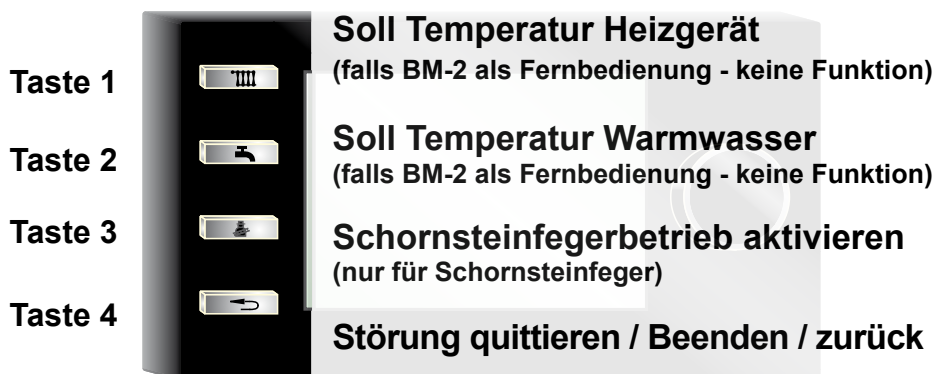 Soll Temperatur Heizgerät
Taste 1
(falls BM-2 als Fernbedienung - keine Funktion)
Soll Temperatur Warmwasser
Taste 2
(falls BM-2 als Fernbedienung - keine Funktion)
Taste 3
Schornsteinfegerbetrieb aktivieren
(nur für Schornsteinfeger)
Taste 4
Störung quittieren / Beenden / zurück